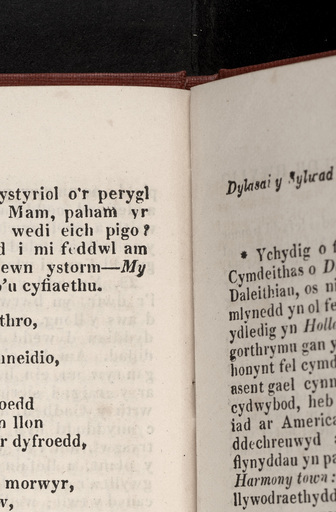 ystyriol o'r perygl
Mam, paham yr
wedi eich pigo?
d i mi feddwl am
ewn ystorm—My
o'u cyfiaethu.
thro,
nneidio,
oedd
n llon
r dyfroedd,
morwyr,
w,
Dylasai y Sylwad
* Ychydig o f
Cymdeithas o D
Daleithian, os ni
mlynedd yn ol fe
ydledig yn Holl
gorthrymu gan y
honynt fel cymd
asent gael cynn
cydwybod, heb
iad ar America
ddechreuwyd
flynyddau yn pa
Harmony town:
llywodraethydd